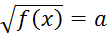 √f(x) = a